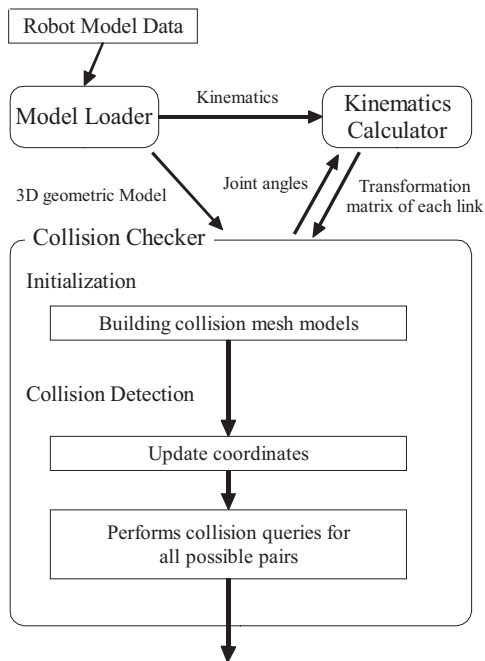 Robot Model Data
Model Loader
Kinematics
Kinematics
Calculator
3D geometric Model
Joint angles
Transformation
matrix of each link
Collision Checker
Initialization
Building collision mesh models
Collision Detection
Update coordinates
Performs collision queries for
all possible pairs